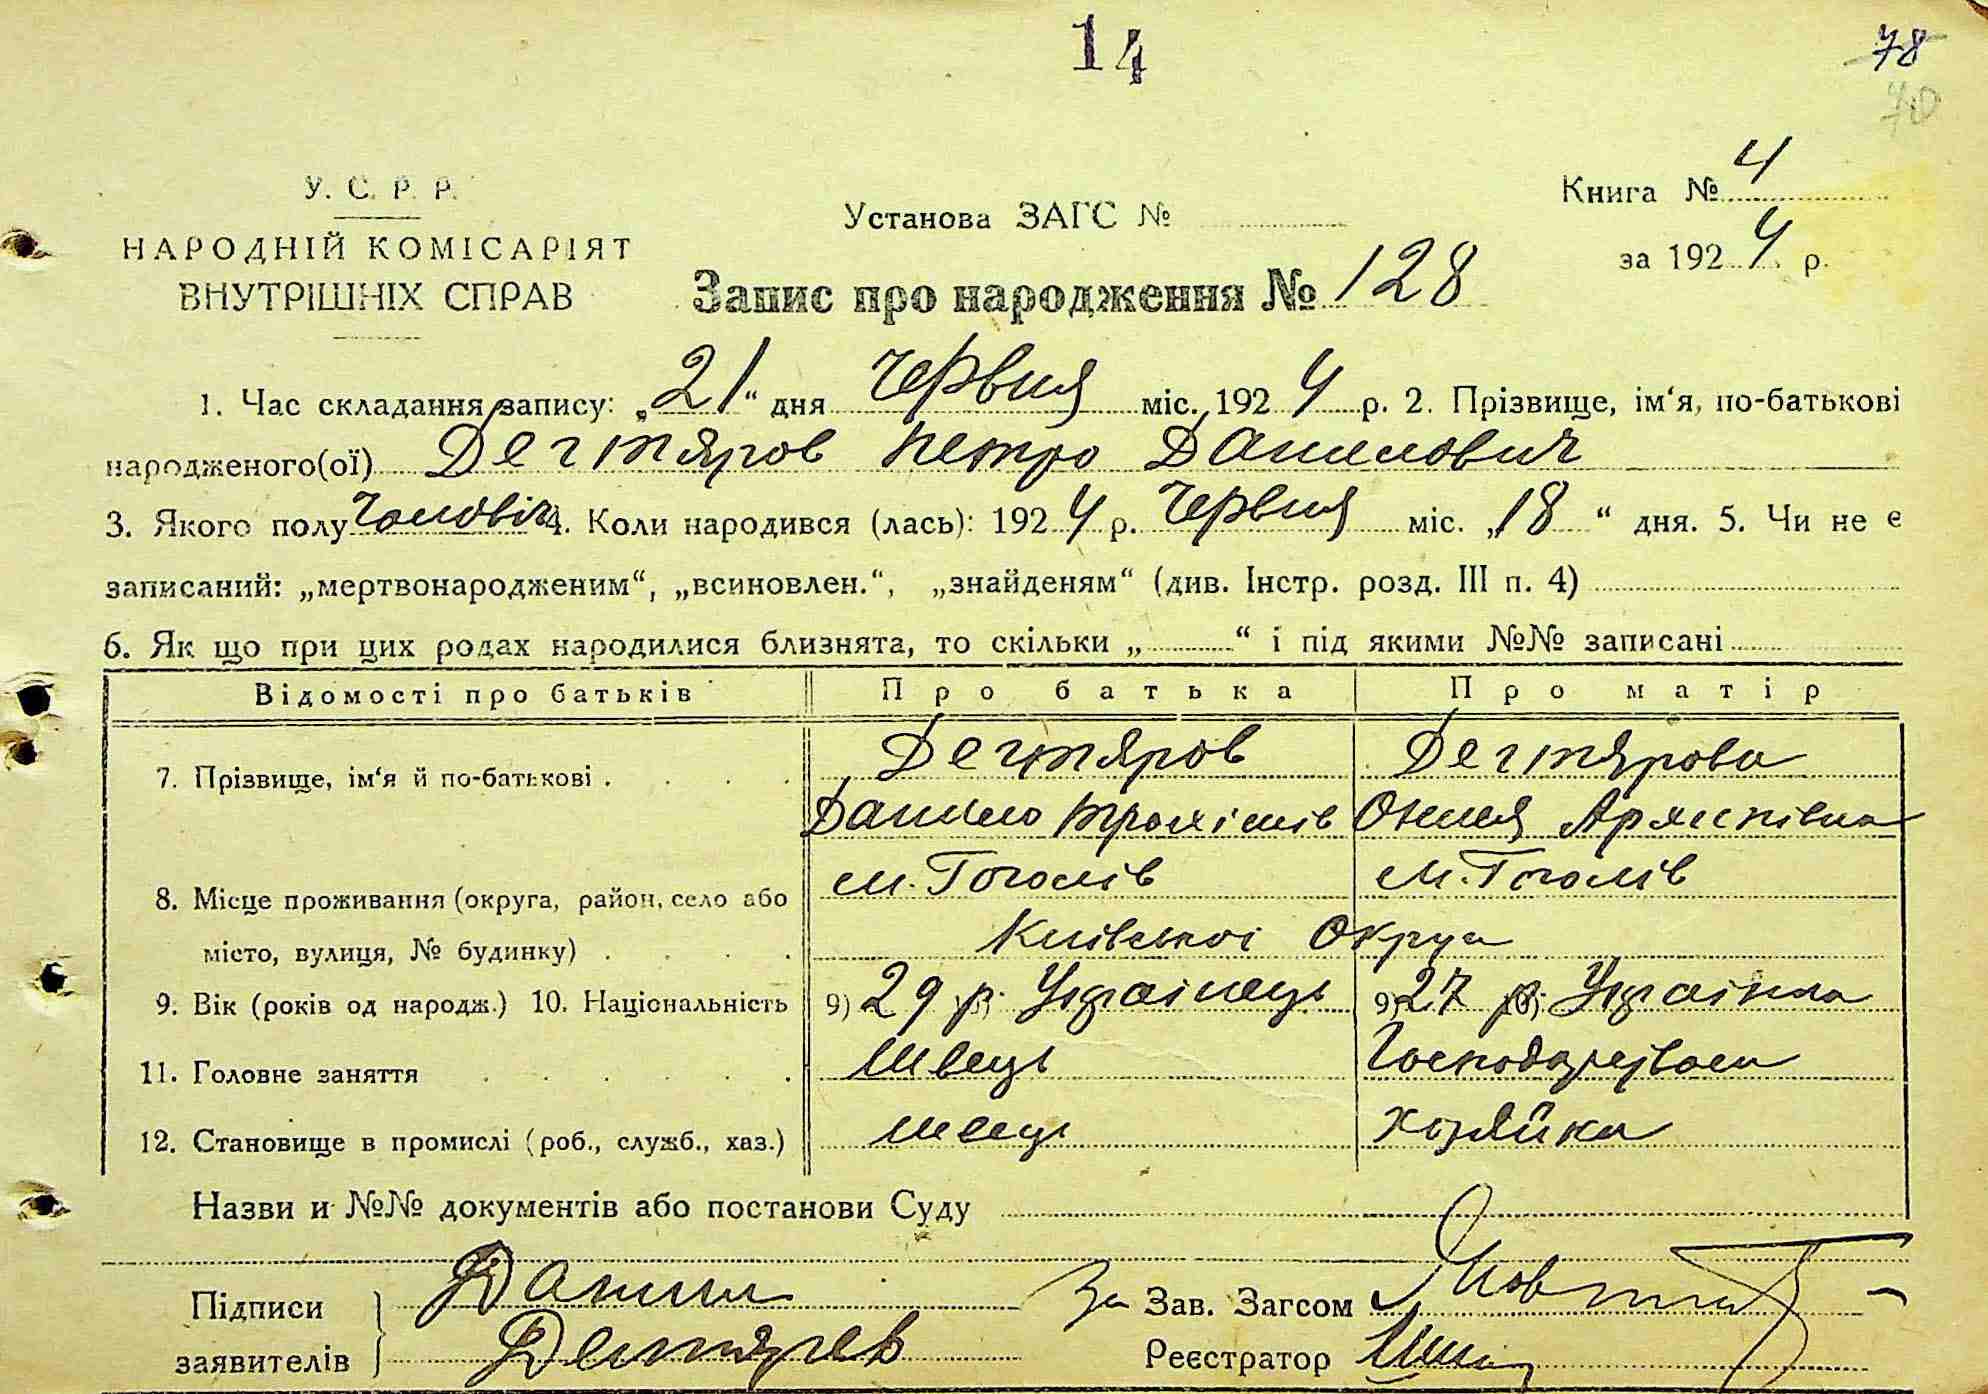 14
78
70
У. С. Р. Р.
НАРОДНІЙ КОМІСАРІЯТ
ВНУТРІШНІХ СПРАВ
Установа ЗАГС №
Книга № 4
за 1924 р.
Запис про народження № 128
1. Час складання запису: „21“ дня Червня міс. 1924 р. 2. Прізвище, ім‘я, по-батькові
народженого(ої) Дегтяров Петро Данилович
3. Якого полу Чоловіч. 4. Коли народився (лась): 1924 р. Червня міс. „18“ дня. 5. Чи не є
записаний: „мертвонародженим“, „всиновлен.“, „знайденям“ (див. Інстр. розд. III п. 4)
6. Як що при цих родах народилися близнята, то скільки „ “ і під якими №№ записані
Відомості про батьків Про батька Про матір
7. Прізвище, ім‘я й по-батькові . . . . Дегтяров Дегтярова
Данило Трохимів
м. Гоголів м. Гоголів
8. Місце проживання (округа, район, село або
місто, вулиця, № будинку) . . . . Київської Округи
9. Вік (років од народж.) 10. Національність 9) 29 р. Українець 9) 27 р. Українка
11. Головне заняття . . . . . . Швець
12. Становище в промислі (роб., служб., хаз.) швець хозяйка
Назви и №№ документів або постанови Суду
Підписи Данил За Зав. Загсом
заявителів Дегтярев Реєстратор